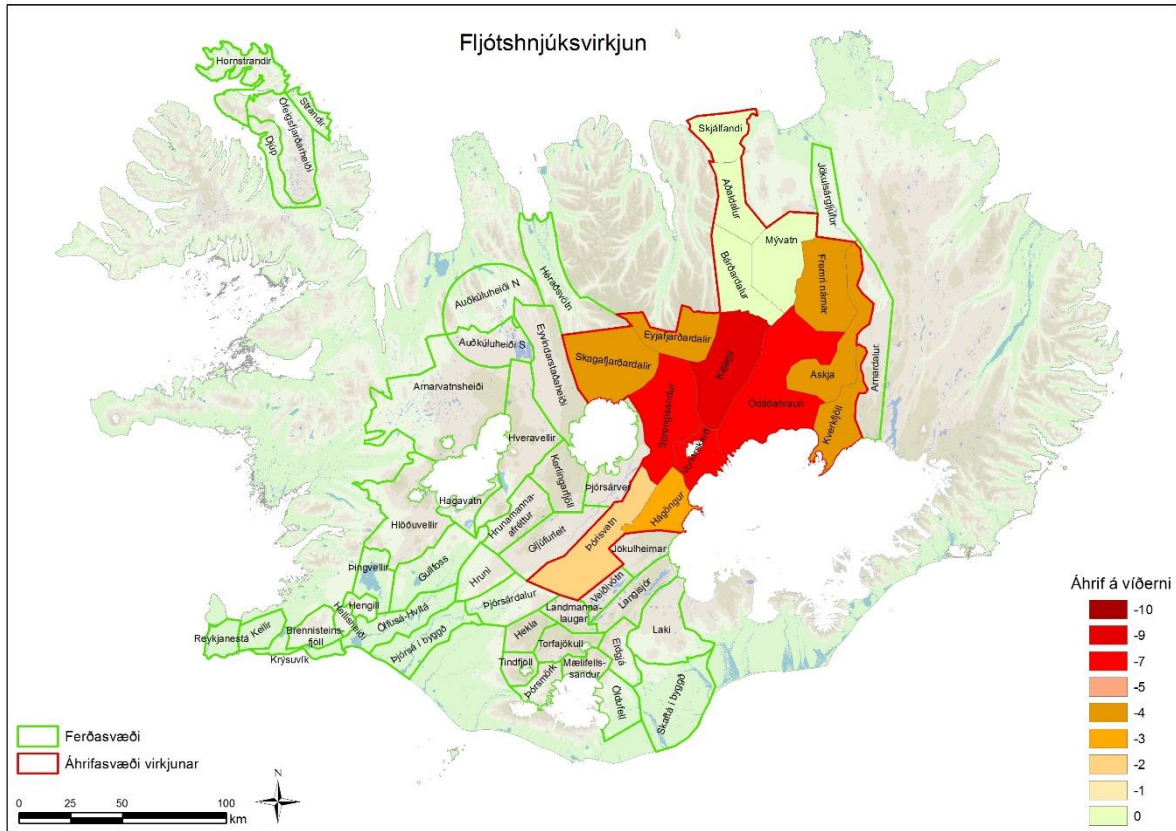 Fljótshnjúksvirkjun
Hornstrandir
Strandir
Ófeigsfjarðarheiði
Djúp
Skjálfandi
Aðaldalur
Jökulsárgljúfur
Mývatn
Bárðardalur
Fremri námar
Héraðsvötn
Auðkúluheiði N
Auðkúluheiði S
Eyvindarstaðaheiði
Eyjafjarðardalir
Skagafjarðardalir
Kiðagil
Askja
Arnardalur
Arnarvatnsheiði
Ódáðahraun
Sprengisandur
Kverkfjöll
Vonarskarð
Hveravellir
Kerlingarfjöll
Þjórsárver
Hágöngur
Hagavatn
Hrunamanna-
afréttur
Þórisvatn
Hlöðuvellir
Gljúfurleit
Jökulheimar
Þingvellir
Gullfoss
Hruni
Veiðivötn
Langisjór
Hengill
Þjórsárdalur
Landmanna-
laugar
Hellisheiði
Ölfusá-Hvítá
Reykjanestá
Keilir
Brennisteins-
fjöll
Krýsuvík
Þjórsá í byggð
Hekla
Torfajökull
Eldgjá
Laki
Tindfjöll
Mælifells-
sandur
Þórsmörk
Öldufell
Skaftá í byggð
Áhrif á víðerni
-10
-9
-7
-5
-4
-3
-2
-1
0
Ferðasvæði
Áhrifasvæði virkjunar
N
0 25 50 100
km